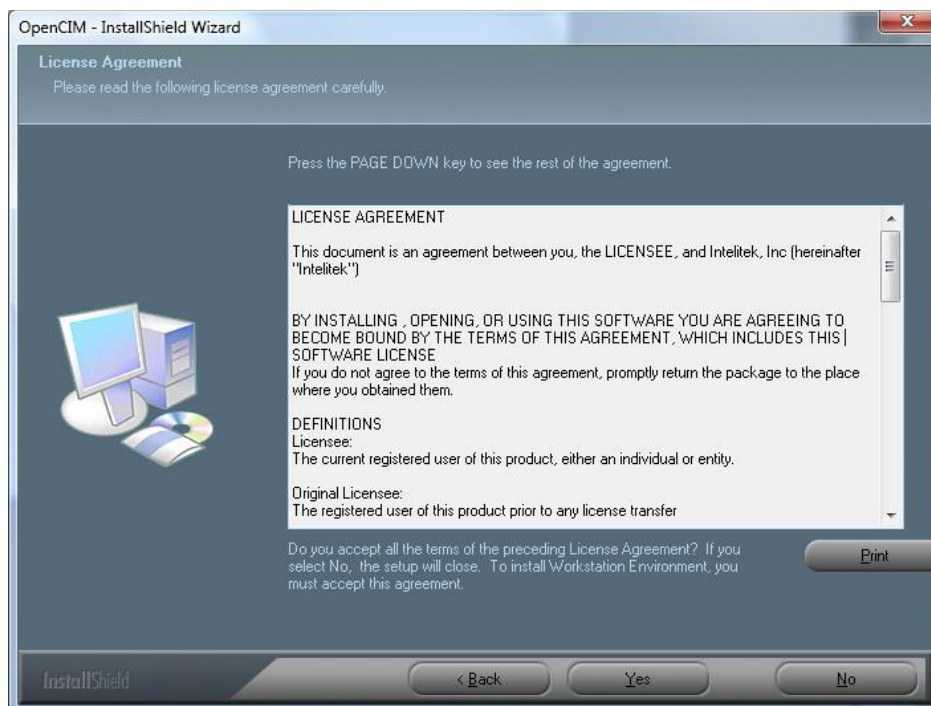 OpenCIM - InstallShield Wizard
License Agreement
Please read the following license agreement carefully.
Press the PAGE DOWN key to see the rest of the agreement.
LICENSE AGREEMENT
This document is an agreement between you, the LICENSEE, and Intelitek, Inc (hereinafter
"Intelitek")
BY INSTALLING , OPENING, OR USING THIS SOFTWARE YOU ARE AGREEING TO
BECOME BOUND BY THE TERMS OF THIS AGREEMENT, WHICH INCLUDES THIS|
SOFTWARE LICENSE
If you do not agree to the terms of this agreement, promptly return the package to the place
where you obtained them.
DEFINITIONS
Licensee:
The current registered user of this product, either an individual or entity.
Original Licensee:
The registered user of this product prior to any license transfer
Do you accept all the terms of the preceding License Agreement? If you
select No, the setup will close. To install Workstation Environment, you
must accept this agreement.
Print
InstallShield
< Back
Yes
No